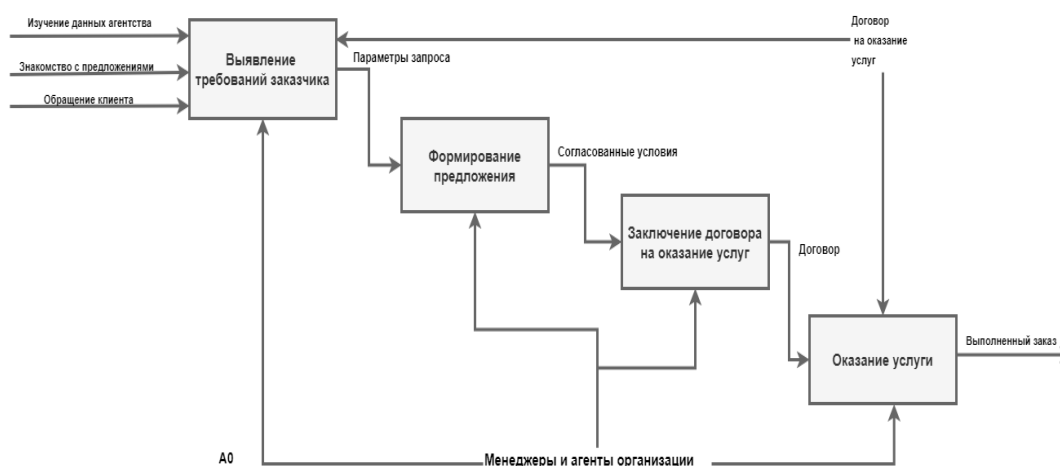 Изучение данных агентства
Знакомство с предложениями
Обращение клиента
Выявление
требований заказчика
Договор
на оказание
услуг
Параметры запроса
Формирование
предложения
Согласованные условия
Заключение договора
на оказание услуг
Договор
Оказание услуги
Выполненный заказ
А0
Менеджеры и агенты организации